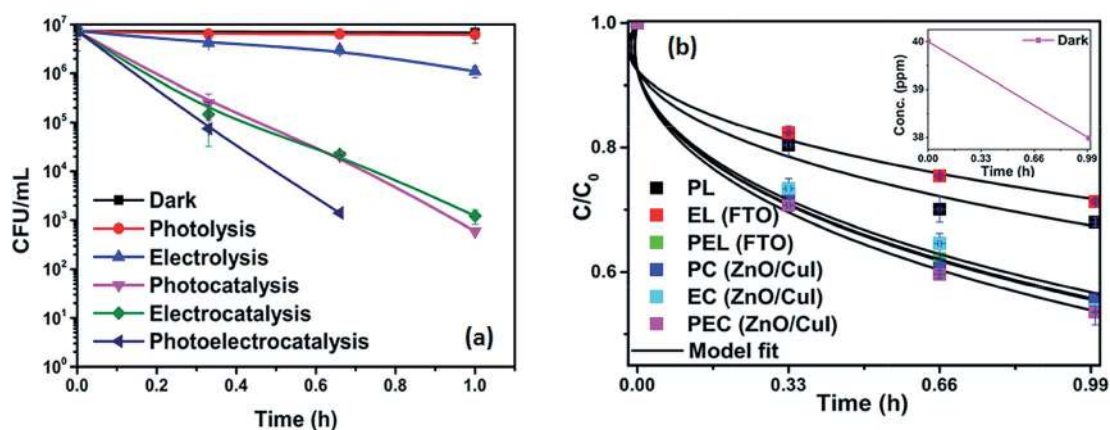 10⁷
10⁶
10⁵
10⁴
10³
10²
10¹
10⁰
CFU/mL
Dark
Photolysis
Electrolysis
Photocatalysis
Electrocatalysis
Photoelectrocatalysis
(a)
0.0 0.2 0.4 0.6 0.8 1.0
Time (h)
1.0
0.8
0.6
C/C₀
(b)
40
39
38
Conc. (ppm)
Dark
0.00 0.33 0.66 0.99
Time (h)
PL
EL (FTO)
PEL (FTO)
PC (ZnO/CuI)
EC (ZnO/CuI)
PEC (ZnO/CuI)
Model fit
0.00 0.33 0.66 0.99
Time (h)